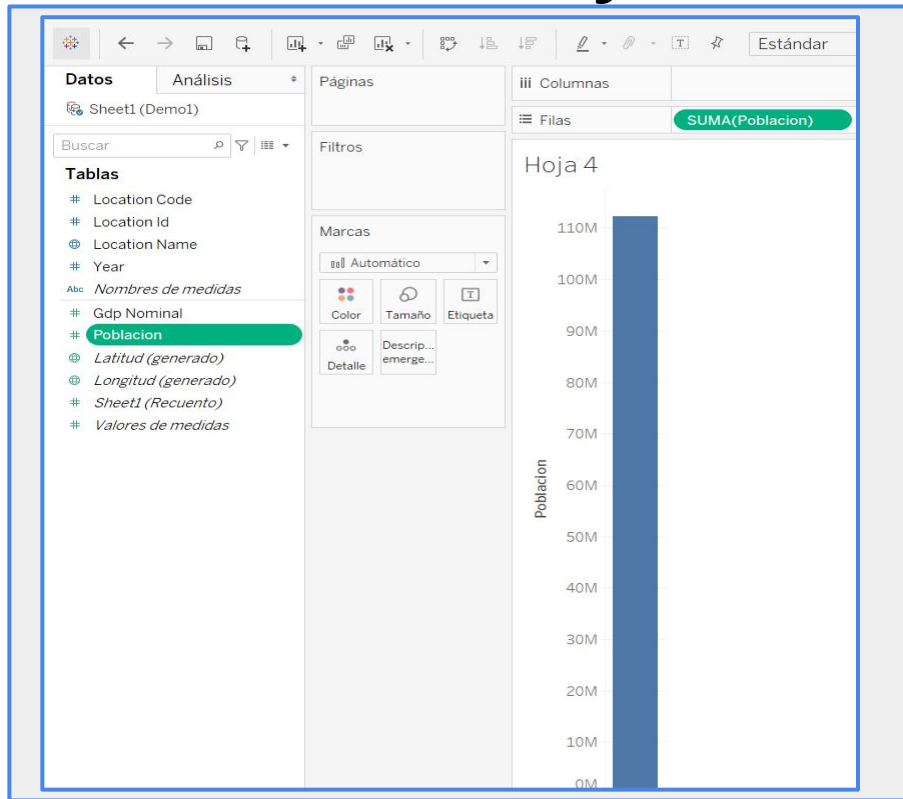 Estándar
Datos Análisis
Sheet1 (Demo1)
Buscar
Tablas
# Location Code
# Location Id
Location Name
# Year
Abc Nombres de medidas
# Gdp Nominal
# Poblacion
Latitud (generado)
Longitud (generado)
# Sheet1 (Recuento)
# Valores de medidas
Páginas
Filtros
Marcas
Automático
Color Tamaño Etiqueta
Detalle Descrip...
emerge...
iii Columnas
Filas SUMA(Poblacion)
Hoja 4
Poblacion
110M
100M
90M
80M
70M
60M
50M
40M
30M
20M
10M
0M